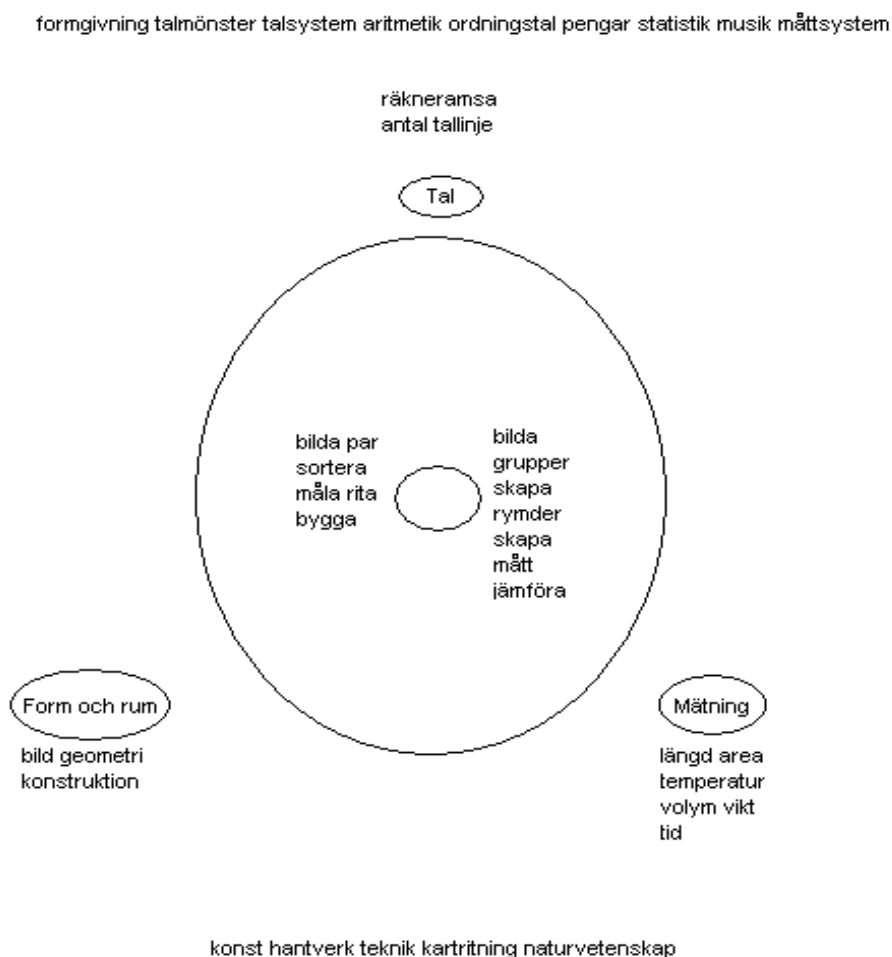 formgivning talmönster talsystem aritmetik ordningstal pengar statistik musik måttsystem
räkneramsa
antal tallinje
Tal
bilda par
sortera
måla rita
bygga
bilda
grupper
skapa
rymder
skapa
mått
jämföra
Form och rum
bild geometri
konstruktion
Mätning
längd area
temperatur
volym vikt
tid
konst hantverk teknik kartritning naturvetenskap